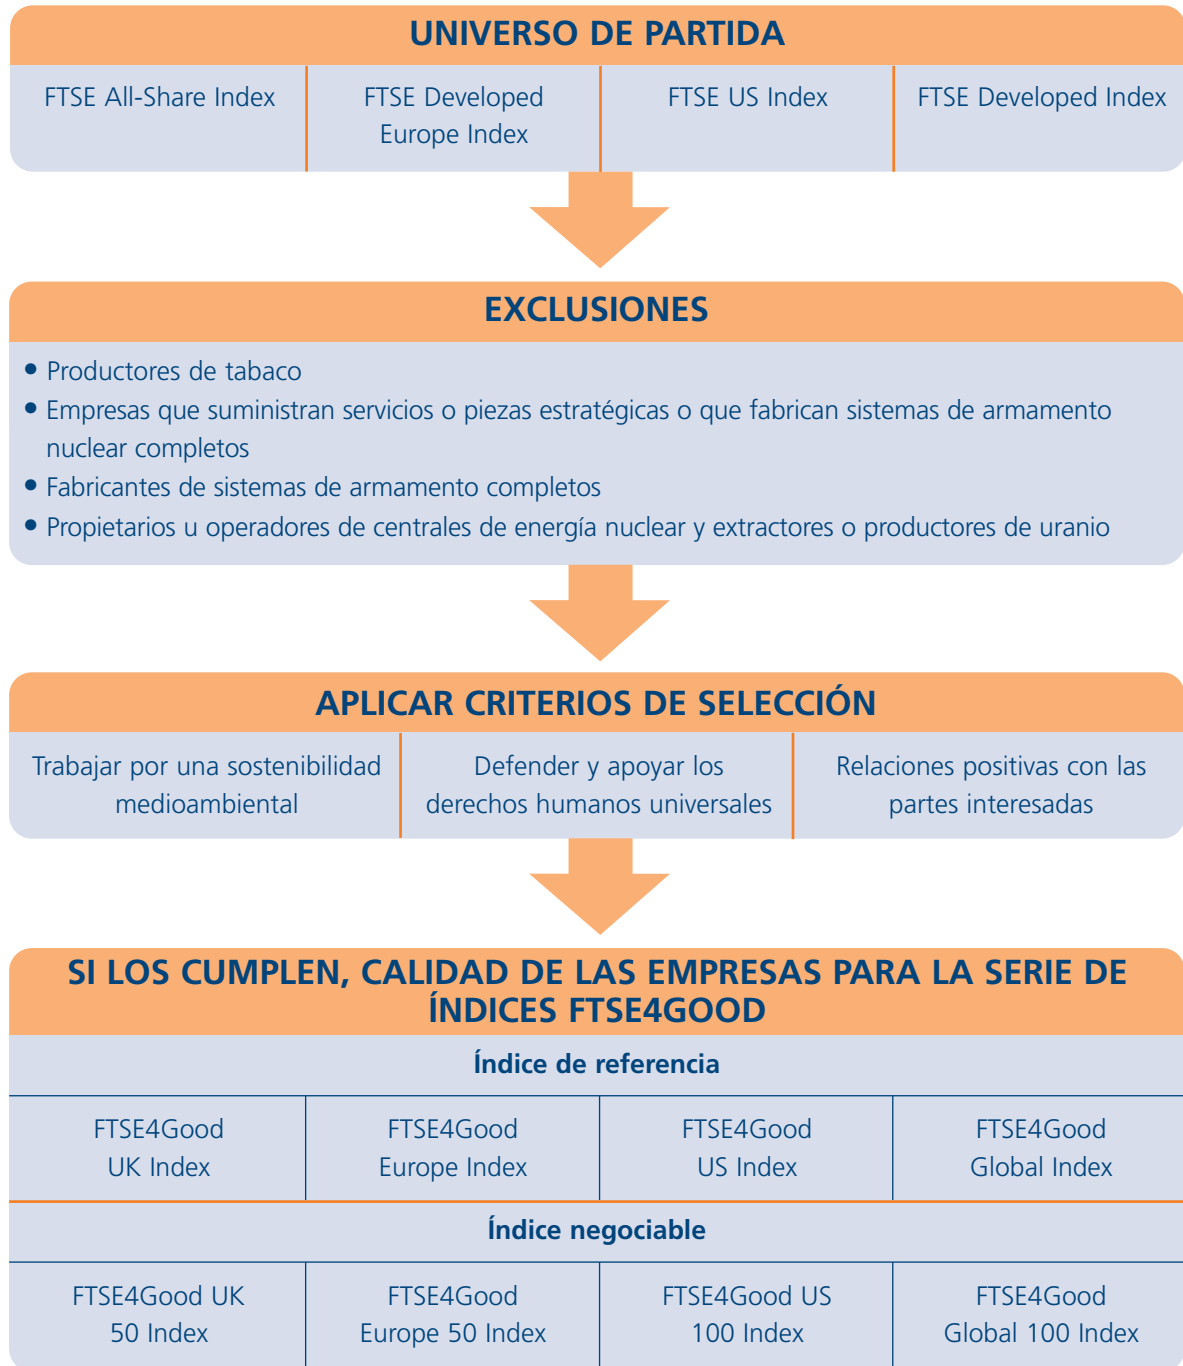 UNIVERSO DE PARTIDA
FTSE All-Share Index
FTSE Developed
Europe Index
FTSE US Index
FTSE Developed Index
EXCLUSIONES
• Productores de tabaco
• Empresas que suministran servicios o piezas estratégicas o que fabrican sistemas de armamento
nuclear completos
• Fabricantes de sistemas de armamento completos
• Propietarios u operadores de centrales de energía nuclear y extractores o productores de uranio
APLICAR CRITERIOS DE SELECCIÓN
Trabajar por una sostenibilidad
medioambiental
Defender y apoyar los
derechos humanos universales
Relaciones positivas con las
partes interesadas
SI LOS CUMPLEN, CALIDAD DE LAS EMPRESAS PARA LA SERIE DE
ÍNDICES FTSE4GOOD
Índice de referencia
FTSE4Good
UK Index
FTSE4Good
Europe Index
FTSE4Good
US Index
FTSE4Good
Global Index
Índice negociable
FTSE4Good UK
50 Index
FTSE4Good
Europe 50 Index
FTSE4Good US
100 Index
FTSE4Good
Global 100 Index